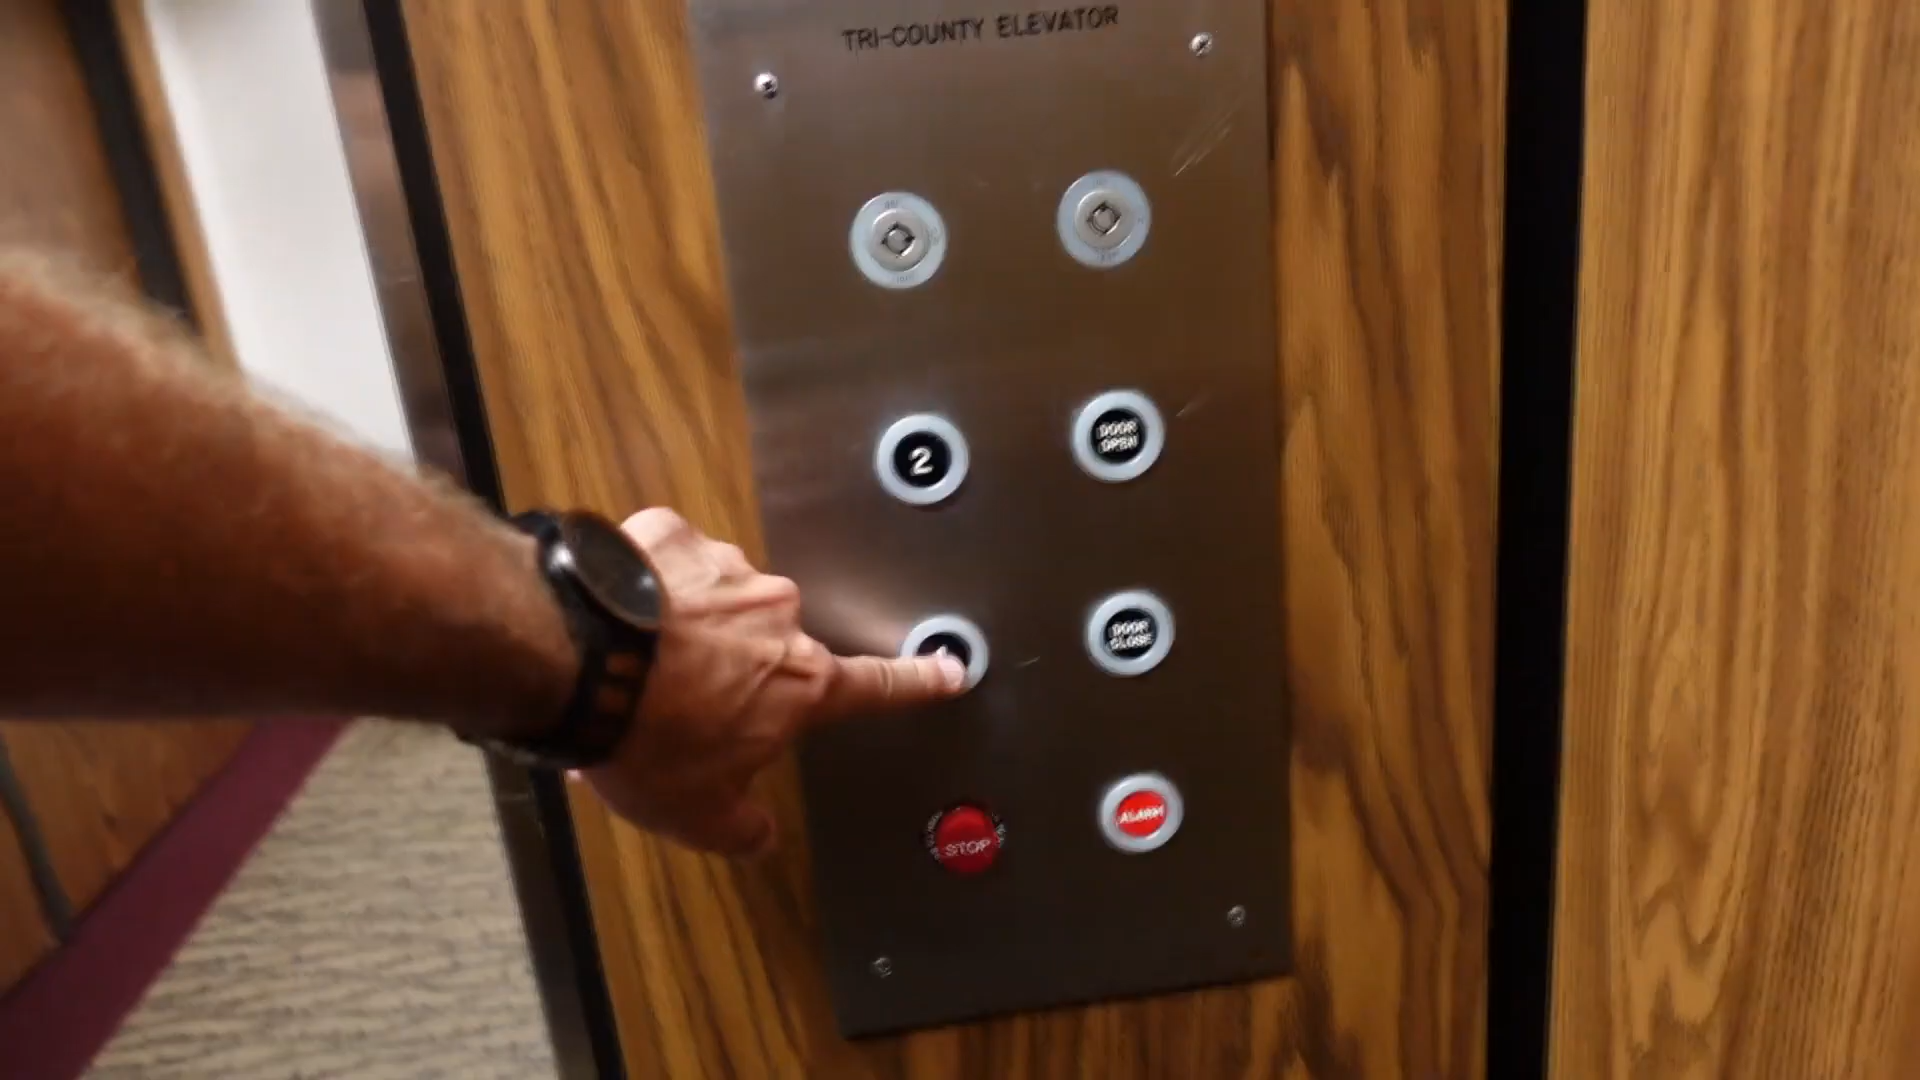 TRI-COUNTY ELEVATOR
2
DOOR
OPEN
DOOR
CLOSE
STOP
ALARM